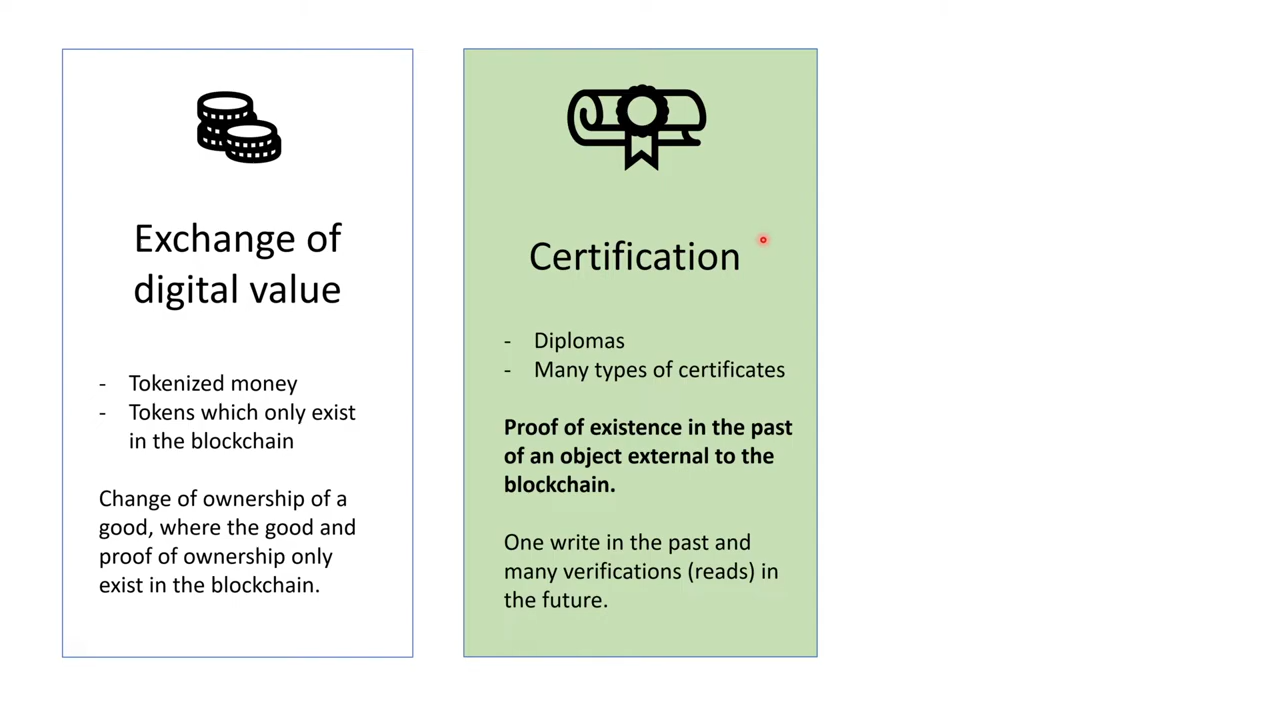 Exchange of
digital value
- Tokenized money
- Tokens which only exist
in the blockchain
Change of ownership of a
good, where the good and
proof of ownership only
exist in the blockchain.
Certification
- Diplomas
- Many types of certificates
Proof of existence in the past
of an object external to the
blockchain.
One write in the past and
many verifications (reads) in
the future.